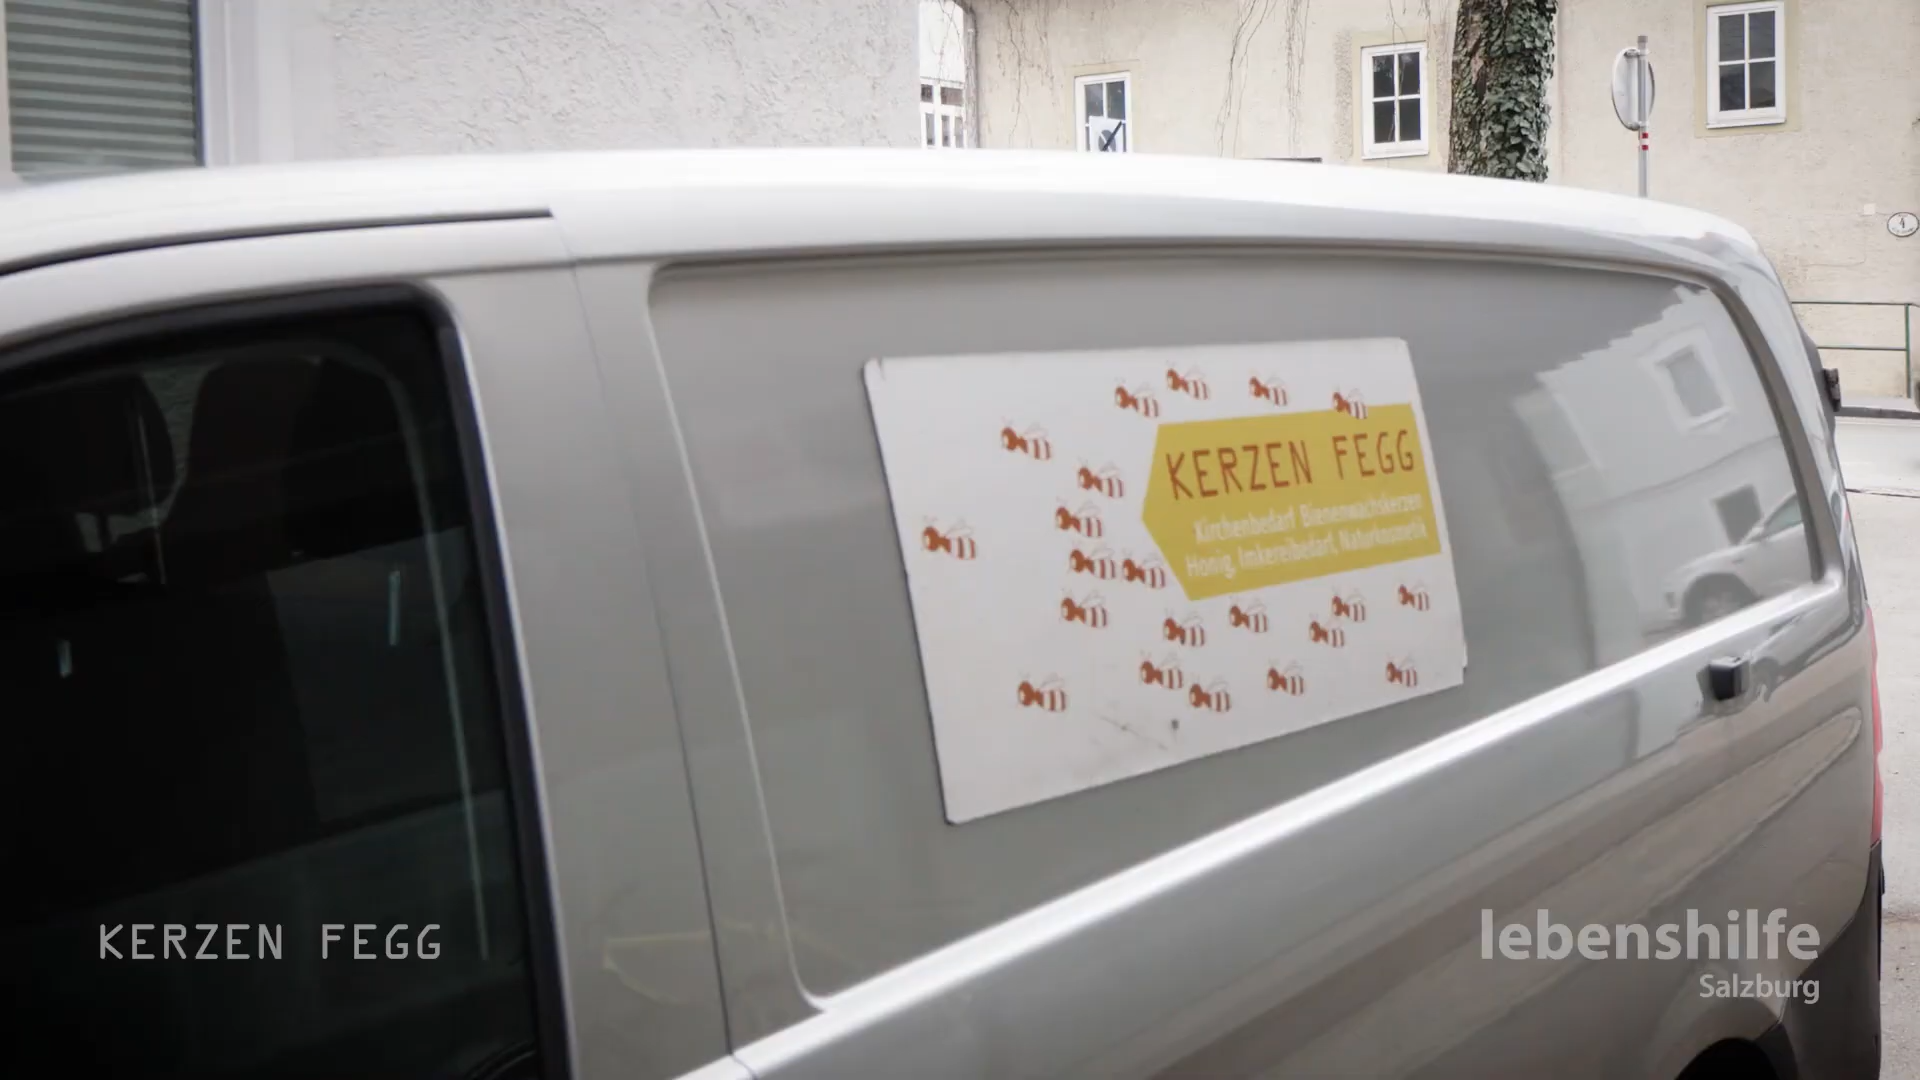 4
KERZEN FEGG
Kirchenbedarf Bienenwachskerzen
Honig, Imkereibedarf, Naturkosmetik
KERZEN FEGG
lebenshilfe
Salzburg